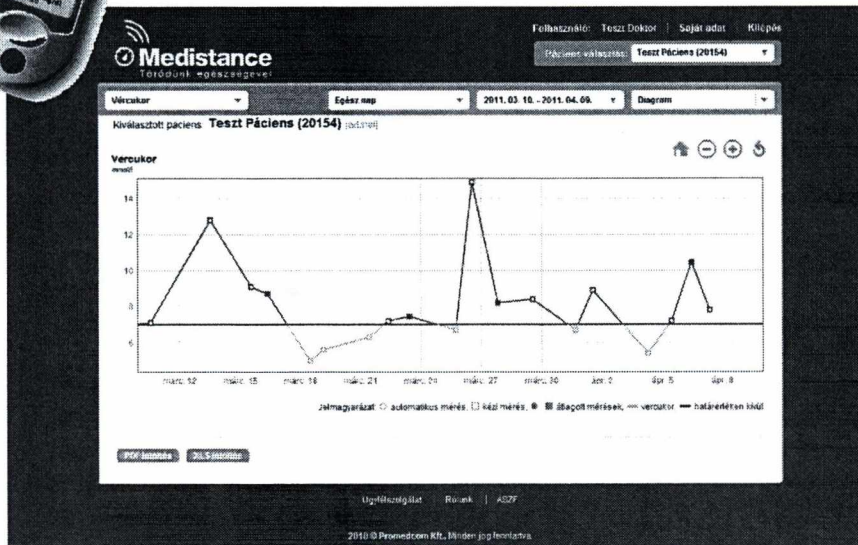 Felhasználó: Teszt Doktor | Saját adat | Kilépés
Medistance
Törődünk egészségével
Páciens választás: Teszt Páciens (20154)
Vércukor
Egész nap
2011. 03. 10. - 2011. 04. 09.
Diagram
Kiválasztott páciens: Teszt Páciens (20154)
Vércukor
mmol/l
14
12
10
8
6
márc. 12
márc. 15
márc. 18
márc. 21
márc. 24
márc. 27
márc. 30
ápr. 2
ápr. 5
ápr. 8
Jelmagyarázat: automatikus mérés, kézi mérés, átlagolt mérések, vércukor határértéken kívül
PDF letöltés XLS letöltés
Ügyfélszolgálat | Rólunk | ÁSZF
2010 © Promedcom Kft., Minden jog fenntartva